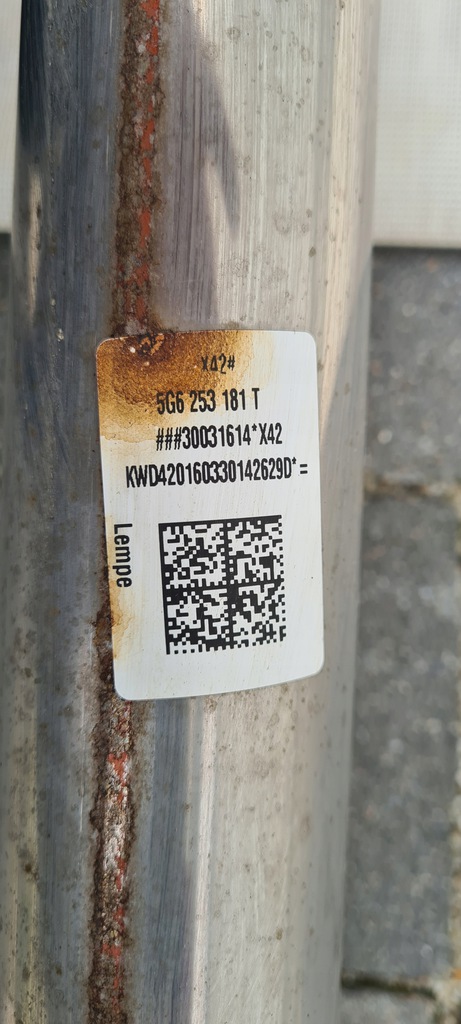 X42#
5G6 253 181 T
###30031614*X42
KWD420160330142629D*=
Lempe